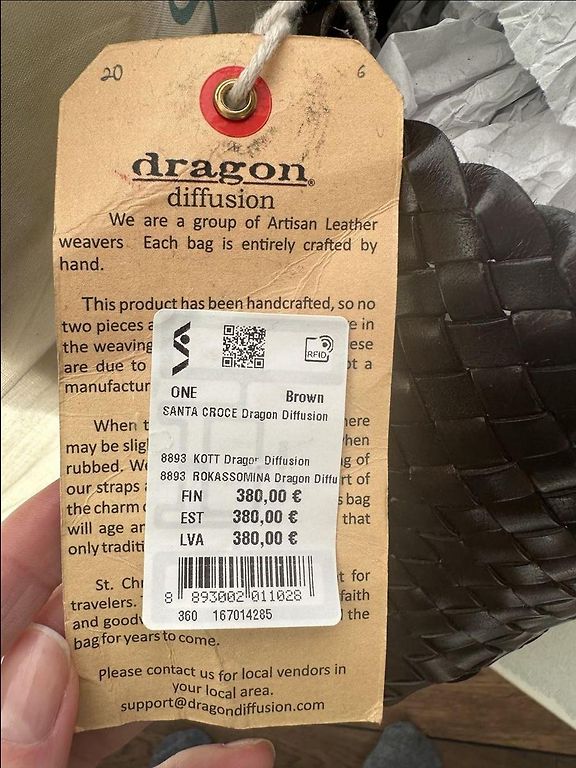 20 6
dragon®
diffusion
We are a group of Artisan Leather
weavers Each bag is entirely crafted by
hand.
This product has been handcrafted, so no
two pieces
the weaving
are due to
manufactur
When
may be
rubbed. We
our straps
the charm
will age
only traditi
St.
travelers.
and good
bag for years to come.
Please contact us for local vendors in
your local area.
support@dragondiffusion.com
RFID
ONE Brown
SANTA CROCE Dragon Diffusion
8893 KOTT Dragon Diffusion
8893 ROKASSOMINA Dragon Diffu
FIN 380,00 €
EST 380,00 €
LVA 380,00 €
8 893002 011028
360 167014285